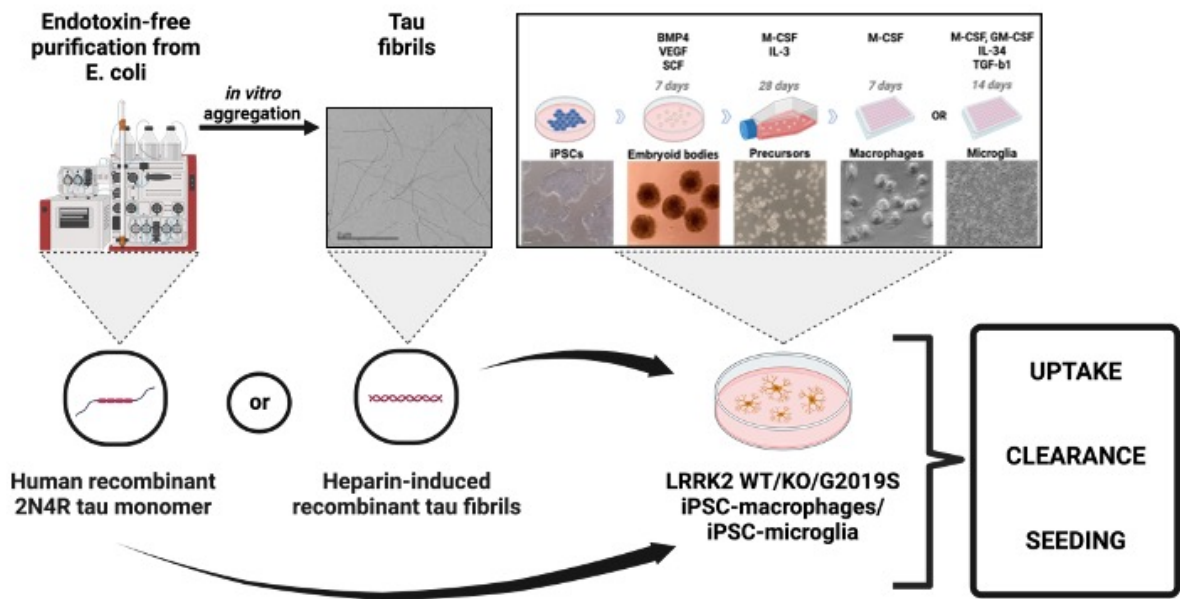 Endotoxin-free
purification from
E. coli
in vitro
aggregation
Tau
fibrils
BMP4
VEGF
SCF
7 days
M-CSF
IL-3
28 days
M-CSF
7 days
M-CSF, GM-CSF
IL-34
TGF-b1
14 days
OR
iPSCs
Embryoid bodies
Precursors
Macrophages
Microglia
or
Human recombinant
2N4R tau monomer
Heparin-induced
recombinant tau fibrils
LRRK2 WT/KO/G2019S
iPSC-macrophages/
iPSC-microglia
UPTAKE
CLEARANCE
SEEDING